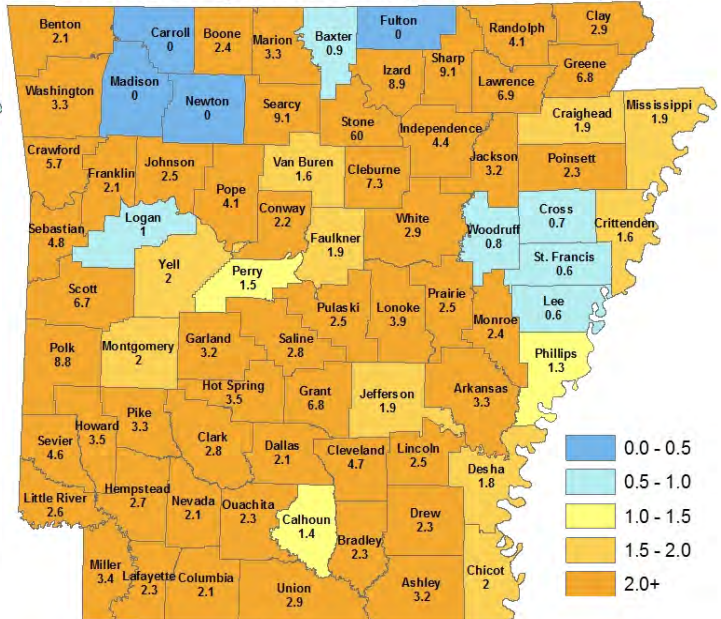 Benton
2.1
Carroll
0
Boone
2.4
Marion
3.3
Baxter
0.9
Fulton
0
Randolph
4.1
Clay
2.9
Washington
3.3
Madison
0
Newton
0
Searcy
9.1
Izard
8.9
Sharp
9.1
Lawrence
6.9
Greene
6.8
Stone
60
Independence
4.4
Craighead
1.9
Mississippi
1.9
Crawford
5.7
Franklin
2.1
Johnson
2.5
Pope
4.1
Van Buren
1.6
Cleburne
7.3
Jackson
3.2
Poinsett
2.3
Sebastian
4.8
Logan
1
Conway
2.2
Faulkner
1.9
White
2.9
Woodruff
0.8
Cross
0.7
Crittenden
1.6
St. Francis
0.6
Scott
6.7
Yell
2
Perry
1.5
Pulaski
2.5
Lonoke
3.9
Prairie
2.5
Monroe
2.4
Lee
0.6
Polk
8.8
Montgomery
2
Garland
3.2
Saline
2.8
Phillips
1.3
Hot Spring
3.5
Grant
6.8
Jefferson
1.9
Arkansas
3.3
Sevier
4.6
Howard
3.5
Pike
3.3
Clark
2.8
Dallas
2.1
Cleveland
4.7
Lincoln
2.5
Desha
1.8
Little River
2.6
Hempstead
2.7
Nevada
2.1
Ouachita
2.3
Calhoun
1.4
Bradley
2.3
Drew
2.3
Chicot
2
Miller
3.4
Lafayette
2.3
Columbia
2.1
Union
2.9
Ashley
3.2
0.0 - 0.5
0.5 - 1.0
1.0 - 1.5
1.5 - 2.0
2.0+